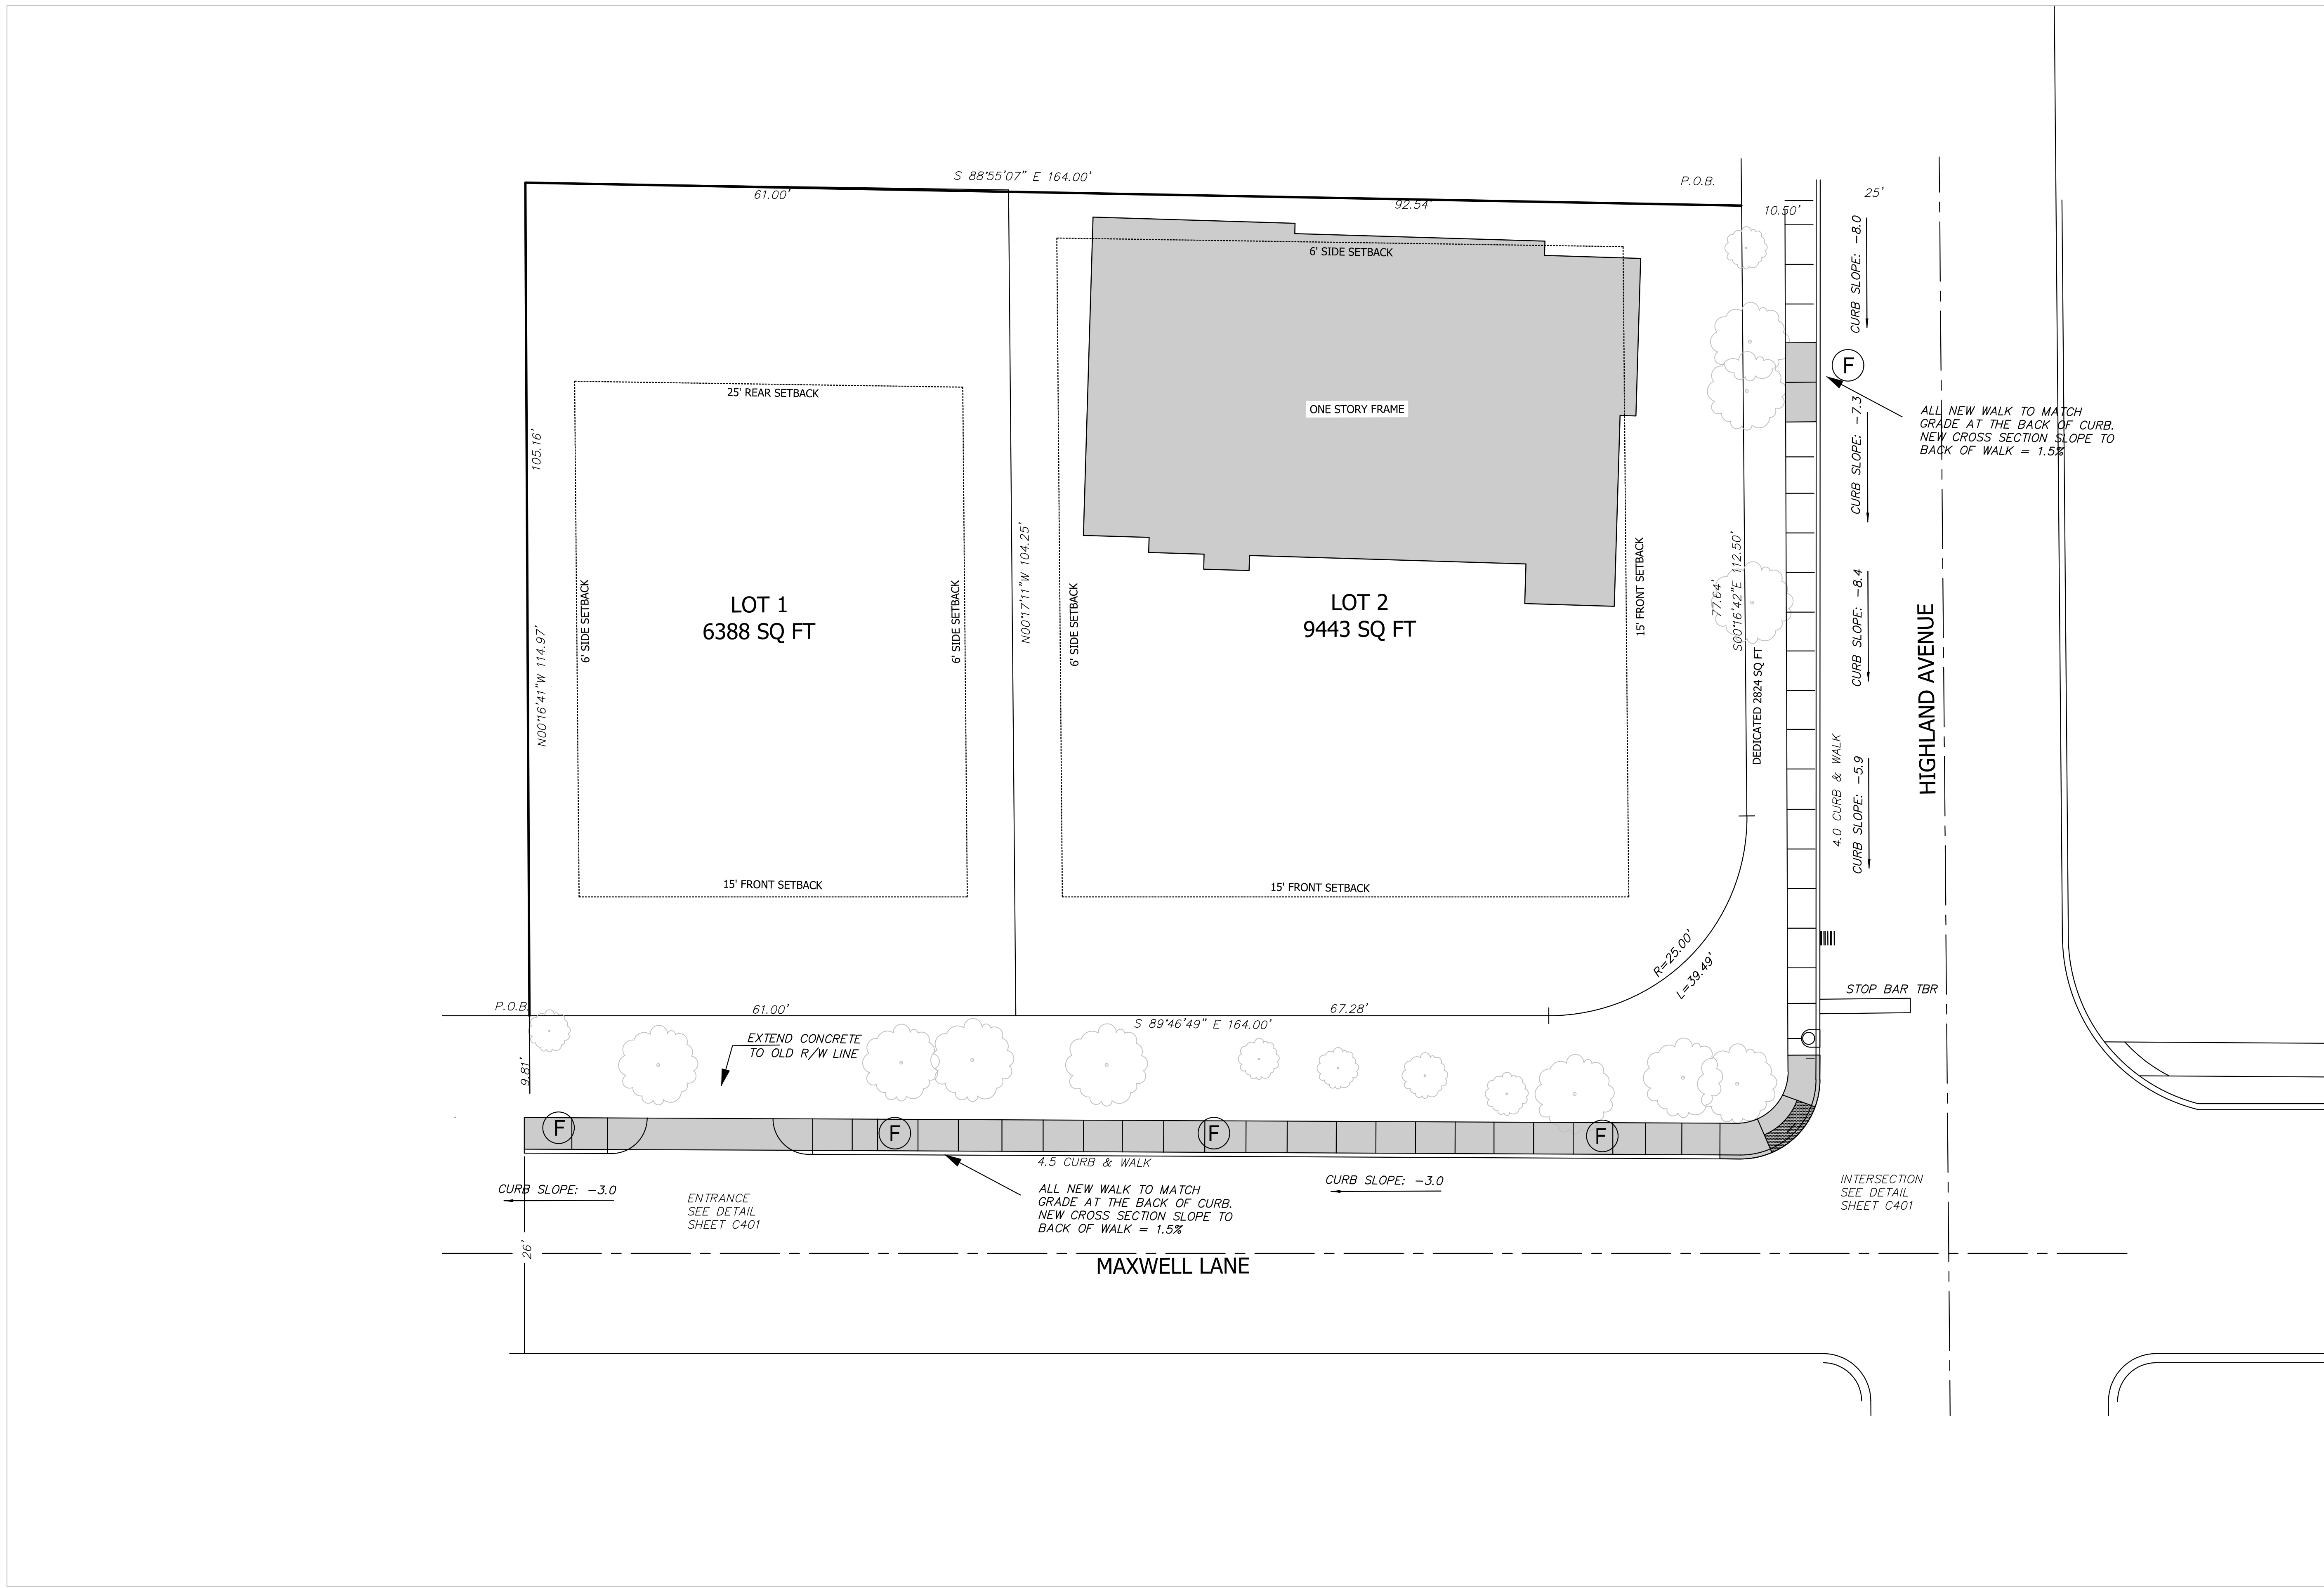 S 88°55'07" E 164.00'
61.00'
92.54'
P.O.B.
10.50'
25'
CURB SLOPE: -8.0
6' SIDE SETBACK
F
ONE STORY FRAME
25' REAR SETBACK
105.16'
N00°16'41"W 114.97'
6' SIDE SETBACK
LOT 1
6388 SQ FT
6' SIDE SETBACK
N00°17'11"W 104.25'
6' SIDE SETBACK
LOT 2
9443 SQ FT
15' FRONT SETBACK
77.64'
S00°16'42"E 112.50'
DEDICATED 2824 SQ FT
CURB SLOPE: -7.3
ALL NEW WALK TO MATCH
GRADE AT THE BACK OF CURB.
NEW CROSS SECTION SLOPE TO
BACK OF WALK = 1.5%
CURB SLOPE: -8.4
4.0 CURB & WALK
CURB SLOPE: -5.9
HIGHLAND AVENUE
15' FRONT SETBACK
15' FRONT SETBACK
R=25.00'
L=39.49'
STOP BAR TBR
P.O.B.
61.00'
67.28'
S 89°46'49" E 164.00'
EXTEND CONCRETE
TO OLD R/W LINE
9.81'
F
F
F
F
4.5 CURB & WALK
CURB SLOPE: -3.0
ENTRANCE
SEE DETAIL
SHEET C401
ALL NEW WALK TO MATCH
GRADE AT THE BACK OF CURB.
NEW CROSS SECTION SLOPE TO
BACK OF WALK = 1.5%
CURB SLOPE: -3.0
INTERSECTION
SEE DETAIL
SHEET C401
26'
MAXWELL LANE